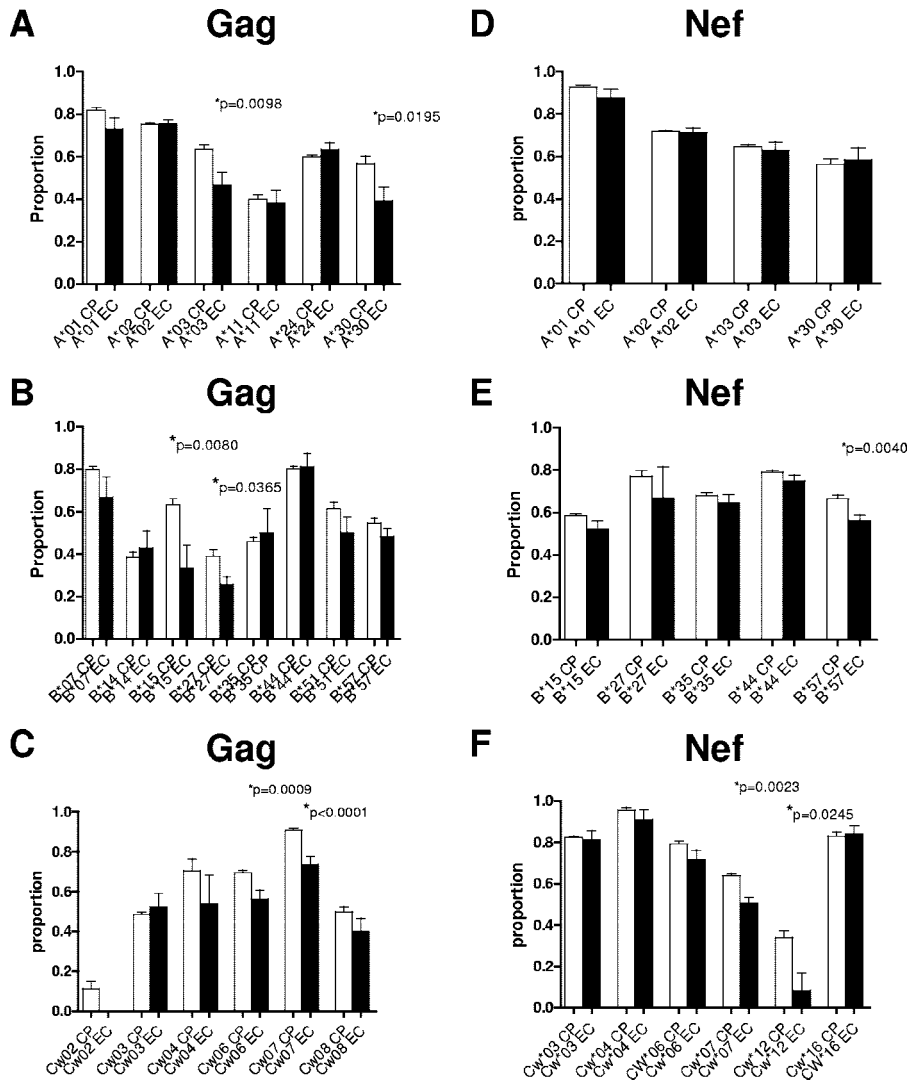 A Gag
*p=0.0098
*p=0.0195
Proportion
1.0
0.8
0.6
0.4
0.2
0.0
A*01 CP
A*01 EC
A*02 CP
A*02 EC
A*03 CP
A*03 EC
A*11 CP
A*11 EC
A*24 CP
A*24 EC
A*30 CP
A*30 EC
D Nef
proportion
1.0
0.8
0.6
0.4
0.2
0.0
A*01 CP
A*01 EC
A*02 CP
A*02 EC
A*03 CP
A*03 EC
A*30 CP
A*30 EC
B Gag
*p=0.0080
*p=0.0365
Proportion
1.0
0.8
0.6
0.4
0.2
0.0
B*07 CP
B*07 EC
B*14 CP
B*14 EC
B*15 CP
B*15 EC
B*27 CP
B*27 EC
B*35 CP
B*35 CP
B*44 CP
B*44 EC
B*51 CP
B*51 EC
B*57 CP
B*57 EC
E Nef
*p=0.0040
Proportion
1.0
0.8
0.6
0.4
0.2
0.0
B*15 CP
B*15 EC
B*27 CP
B*27 EC
B*35 CP
B*35 EC
B*44 CP
B*44 EC
B*57 CP
B*57 EC
C Gag
*p=0.0009
*p<0.0001
proportion
1.0
0.8
0.6
0.4
0.2
0.0
Cw02 CP
Cw02 EC
Cw03 CP
Cw03 EC
Cw04 CP
Cw04 EC
Cw06 CP
Cw06 EC
Cw07 CP
Cw07 EC
Cw08 CP
Cw08 EC
F Nef
*p=0.0023
*p=0.0245
proportion
1.0
0.8
0.6
0.4
0.2
0.0
Cw*03 CP
Cw*03 EC
Cw*04 CP
Cw*04 EC
CW*06 CP
Cw*06 EC
Cw*07 CP
Cw*07 EC
Cw*12 CP
Cw*12 EC
Cw*16 CP
CW*16 EC